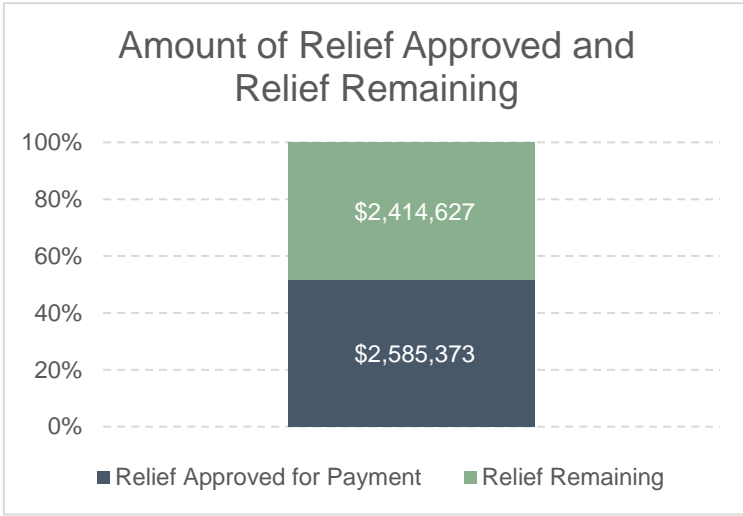 Amount of Relief Approved and
Relief Remaining
100%
80%
60%
40%
20%
0%
$2,414,627
$2,585,373
Relief Approved for Payment
Relief Remaining